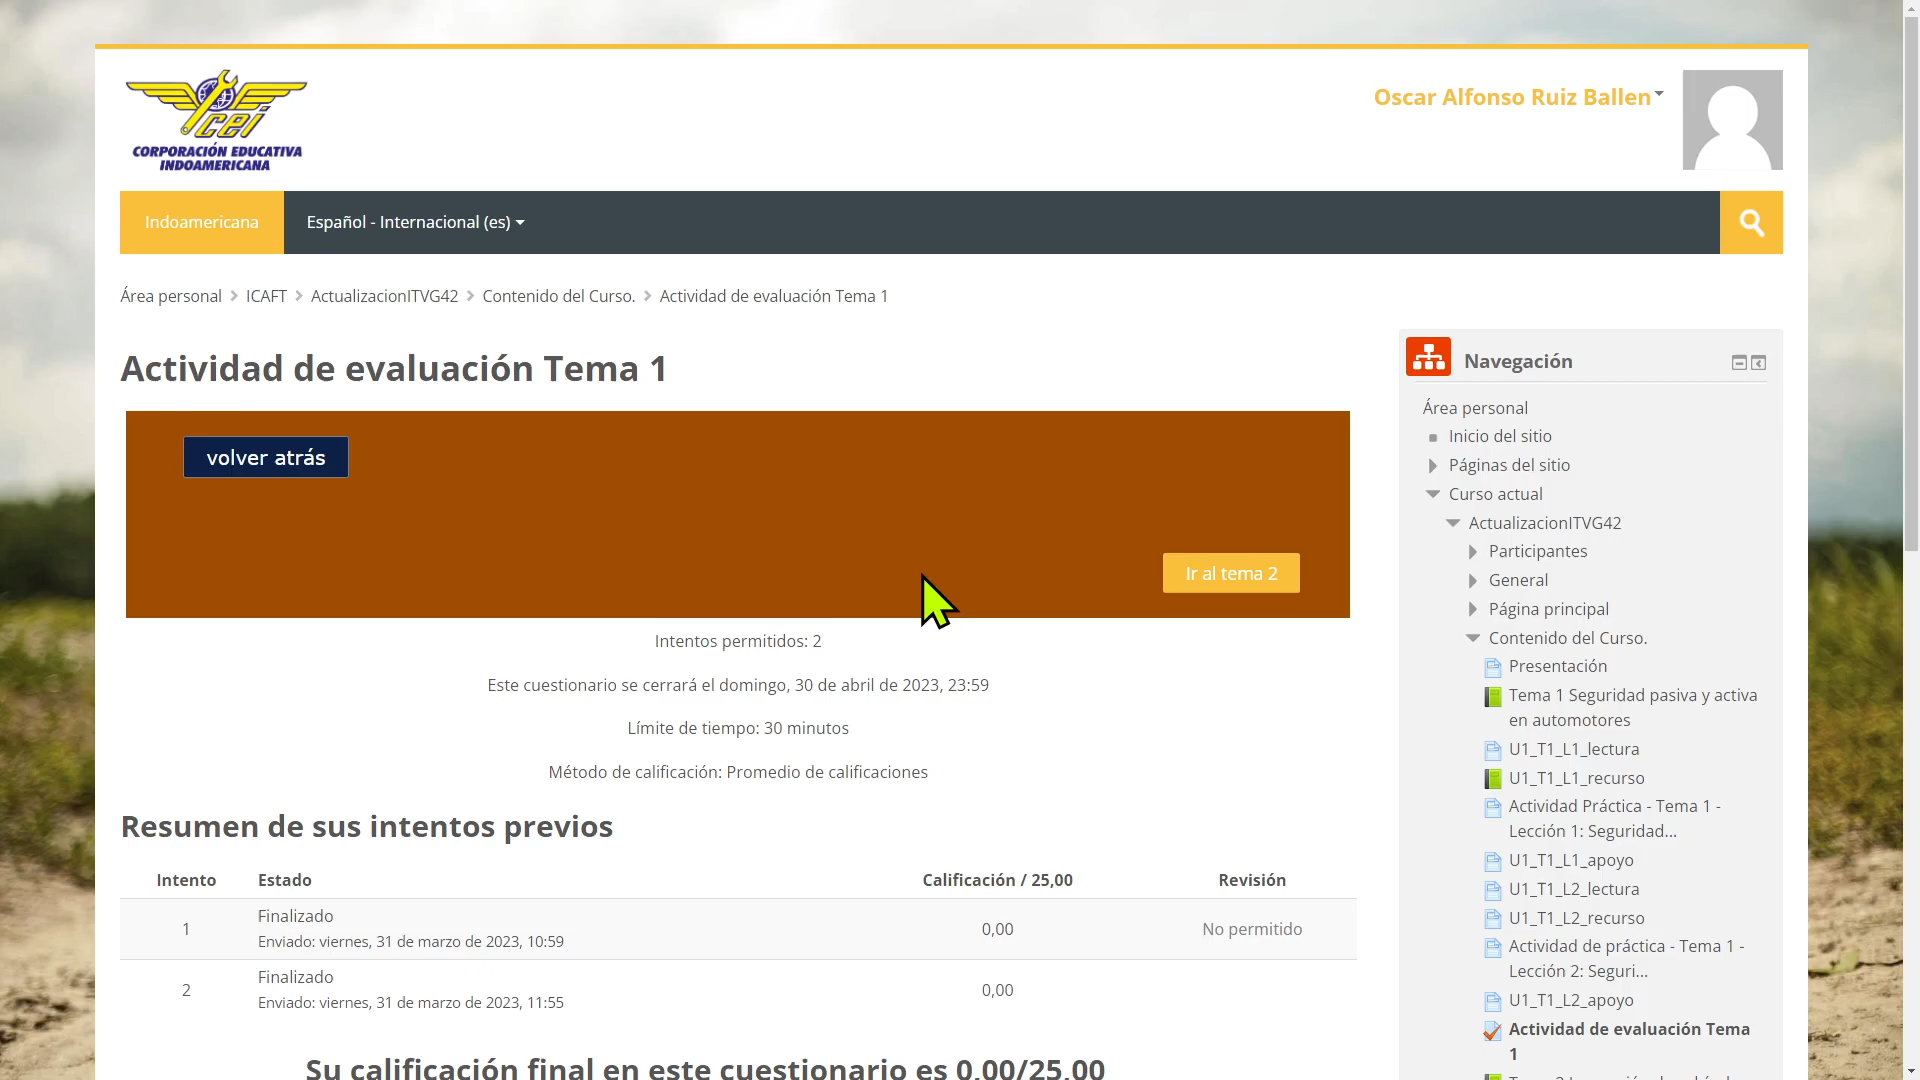 cei
CORPORACIÓN EDUCATIVA
INDOAMERICANA
Oscar Alfonso Ruiz Ballen
Indoamericana
Español - Internacional (es)
Área personal
ICAFT
ActualizacionITVG42
Contenido del Curso.
Actividad de evaluación Tema 1
Actividad de evaluación Tema 1
volver atrás
Ir al tema 2
Intentos permitidos: 2
Este cuestionario se cerrará el domingo, 30 de abril de 2023, 23:59
Límite de tiempo: 30 minutos
Método de calificación: Promedio de calificaciones
Resumen de sus intentos previos
Intento Estado Calificación / 25,00 Revisión
1 Finalizado 0,00 No permitido
Enviado: viernes, 31 de marzo de 2023, 10:59
2 Finalizado 0,00
Enviado: viernes, 31 de marzo de 2023, 11:55
Su calificación final en este cuestionario es 0,00/25,00
Navegación
Área personal
Inicio del sitio
Páginas del sitio
Curso actual
ActualizacionITVG42
Participantes
General
Página principal
Contenido del Curso.
Presentación
Tema 1 Seguridad pasiva y activa
en automotores
U1_T1_L1_lectura
U1_T1_L1_recurso
Actividad Práctica - Tema 1 -
Lección 1: Seguridad...
U1_T1_L1_apoyo
U1_T1_L2_lectura
U1_T1_L2_recurso
Actividad de práctica - Tema 1 -
Lección 2: Seguri...
U1_T1_L2_apoyo
Actividad de evaluación Tema
1